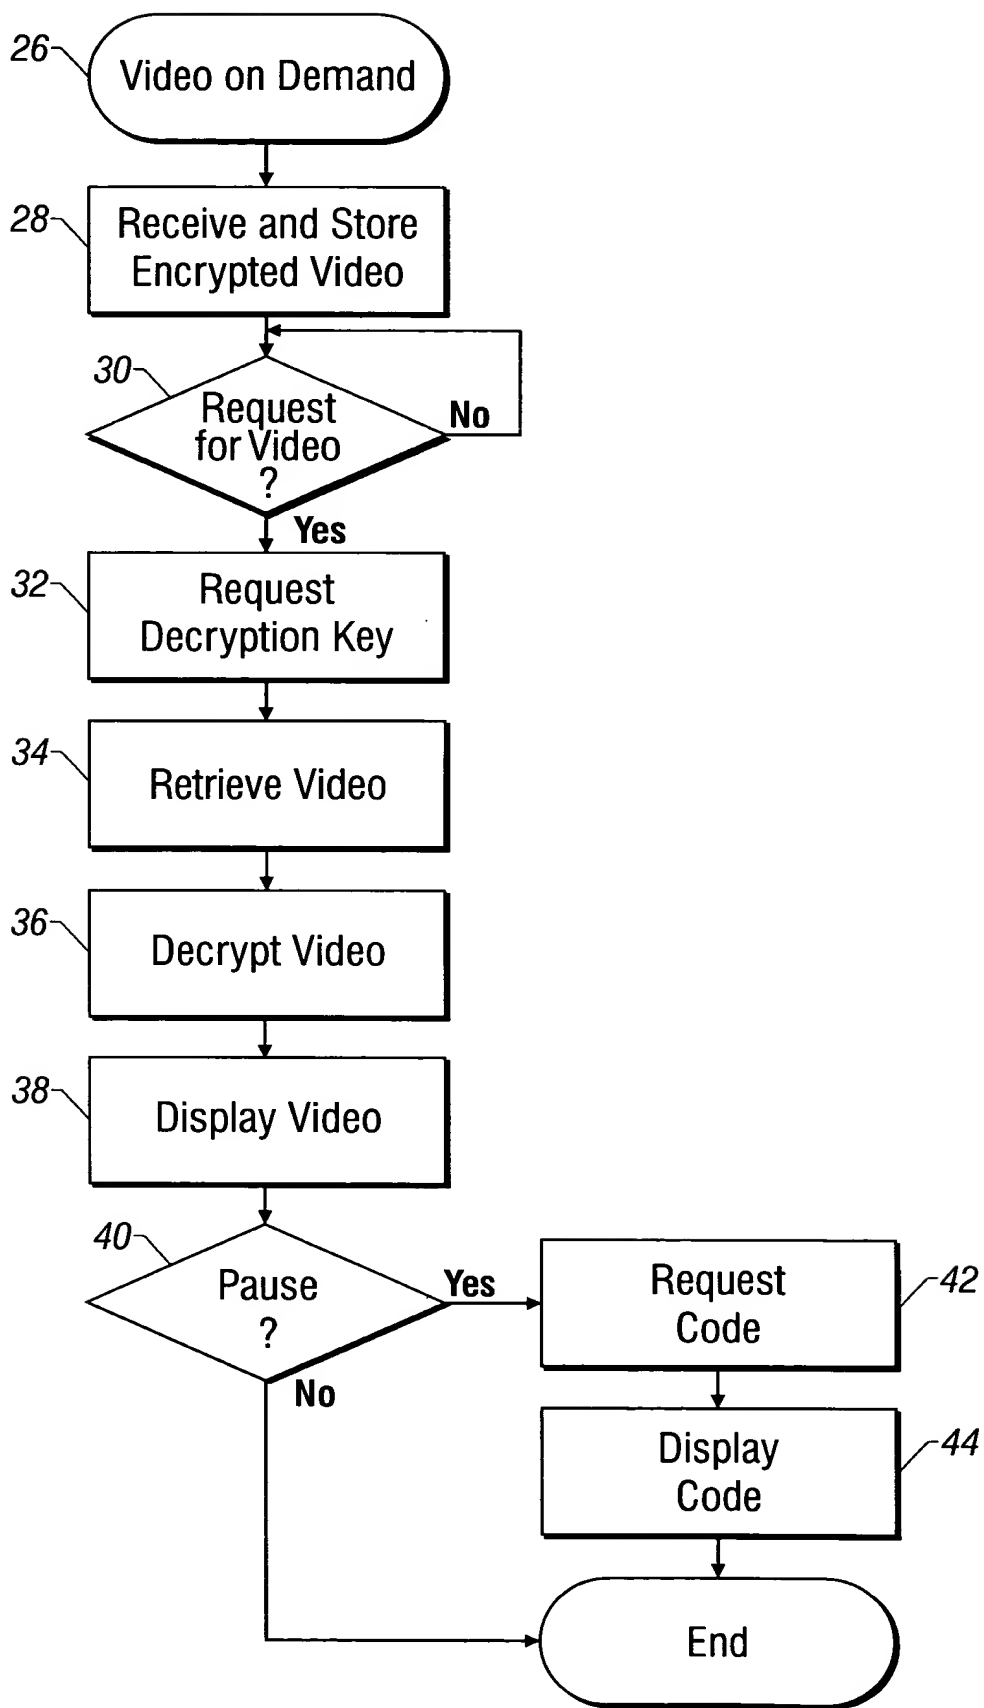 26
Video on Demand
28
Receive and Store
Encrypted Video
30
Request
for Video
?
No
Yes
32
Request
Decryption Key
34
Retrieve Video
36
Decrypt Video
38
Display Video
40
Pause
?
Yes
No
Request
Code
42
Display
Code
44
End